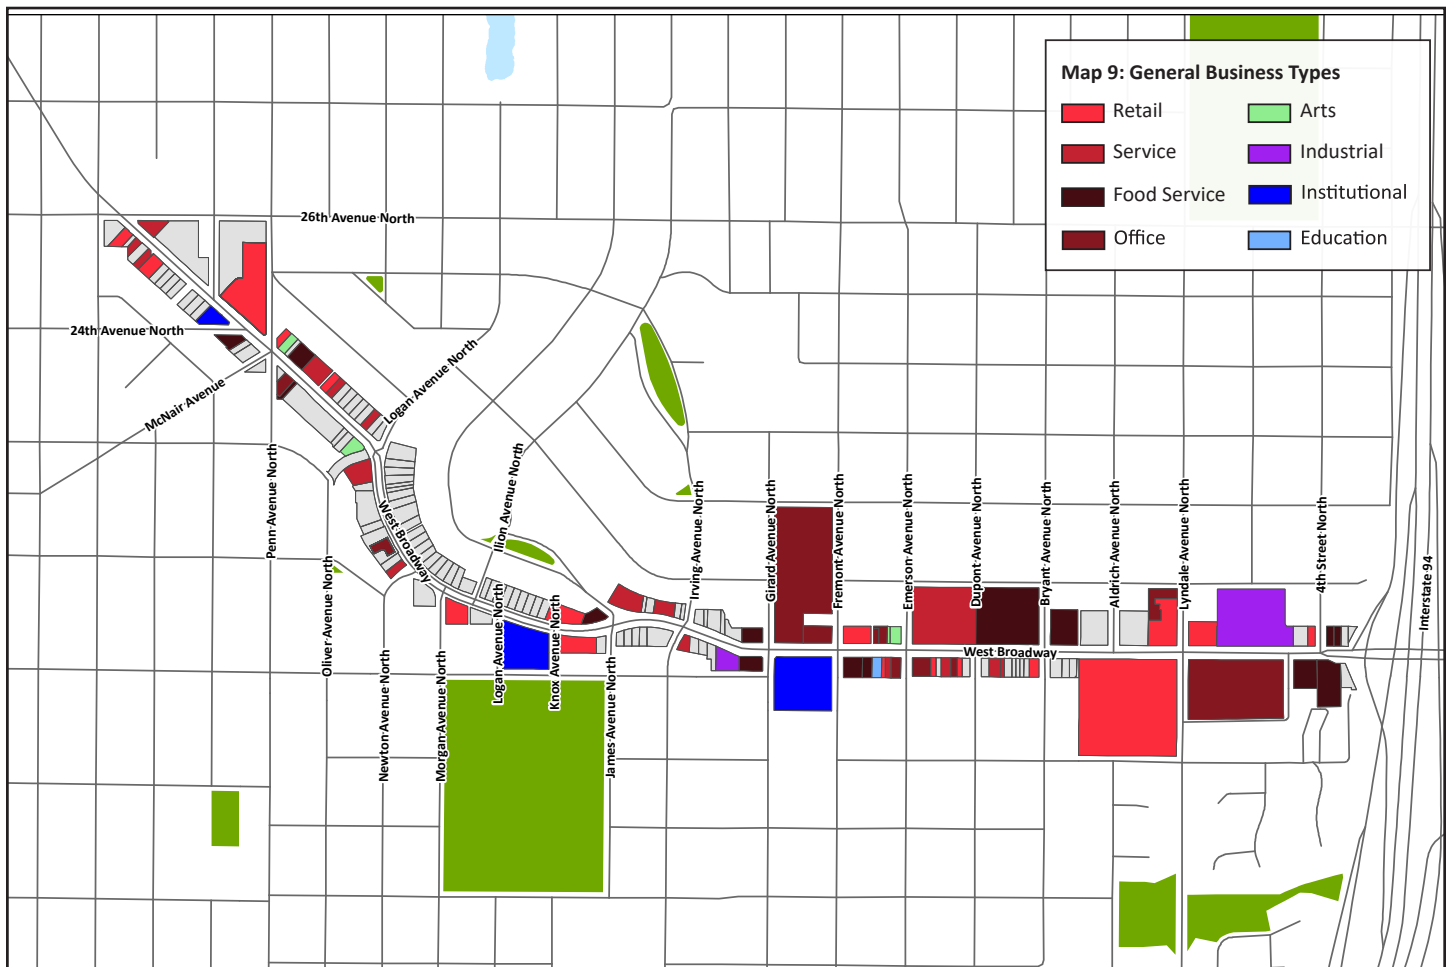 Map 9: General Business Types
Retail
Arts
Service
Industrial
Food Service
Institutional
Office
Education
26th Avenue North
24th Avenue North
McNair Avenue
Logan Avenue North
Penn Avenue North
West Broadway
Ilion Avenue North
Irving Avenue North
Girard Avenue North
Fremont Avenue North
Emerson Avenue North
Dupont Avenue North
Bryant Avenue North
Aldrich Avenue North
Lyndale Avenue North
4th Street North
Interstate 94
Oliver Avenue North
Newton Avenue North
Morgan Avenue North
Logan Avenue North
Knox Avenue North
James Avenue North
West Broadway